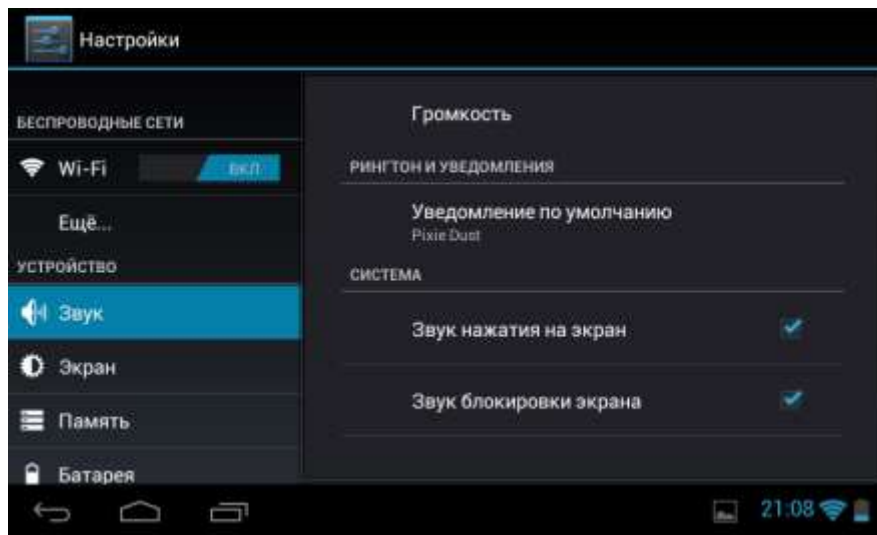 Настройки
БЕСПРОВОДНЫЕ СЕТИ
Wi-Fi
ВКЛ
Ещё...
УСТРОЙСТВО
Звук
Экран
Память
Батарея
Громкость
РИНГТОН И УВЕДОМЛЕНИЯ
Уведомление по умолчанию
Pixie Dust
СИСТЕМА
Звук нажатия на экран
Звук блокировки экрана
21:08